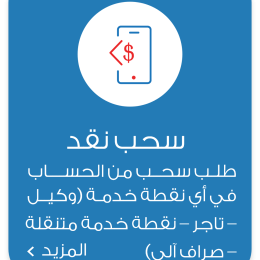 $
سحب نقد
طلب سحب من الحساب
في أي نقطة خدمة (وكيل
– تاجر – نقطة خدمة متنقلة
– صراف آلي)
المزيد >